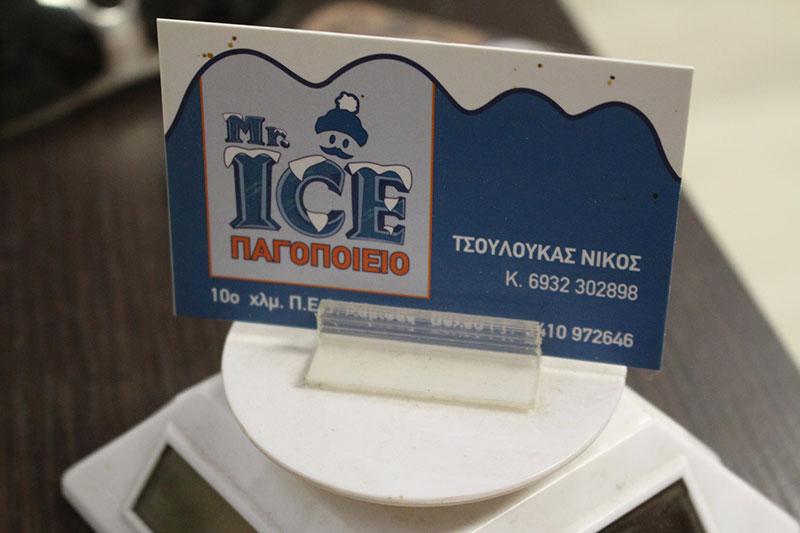 Mr.
ICE
ΠΑΓΟΠΟΙΕΙΟ
ΤΣΟΥΛΟΥΚΑΣ ΝΙΚΟΣ
Κ. 6932 302898
10ο χλμ. Π.Ε.Ο. 410 972646